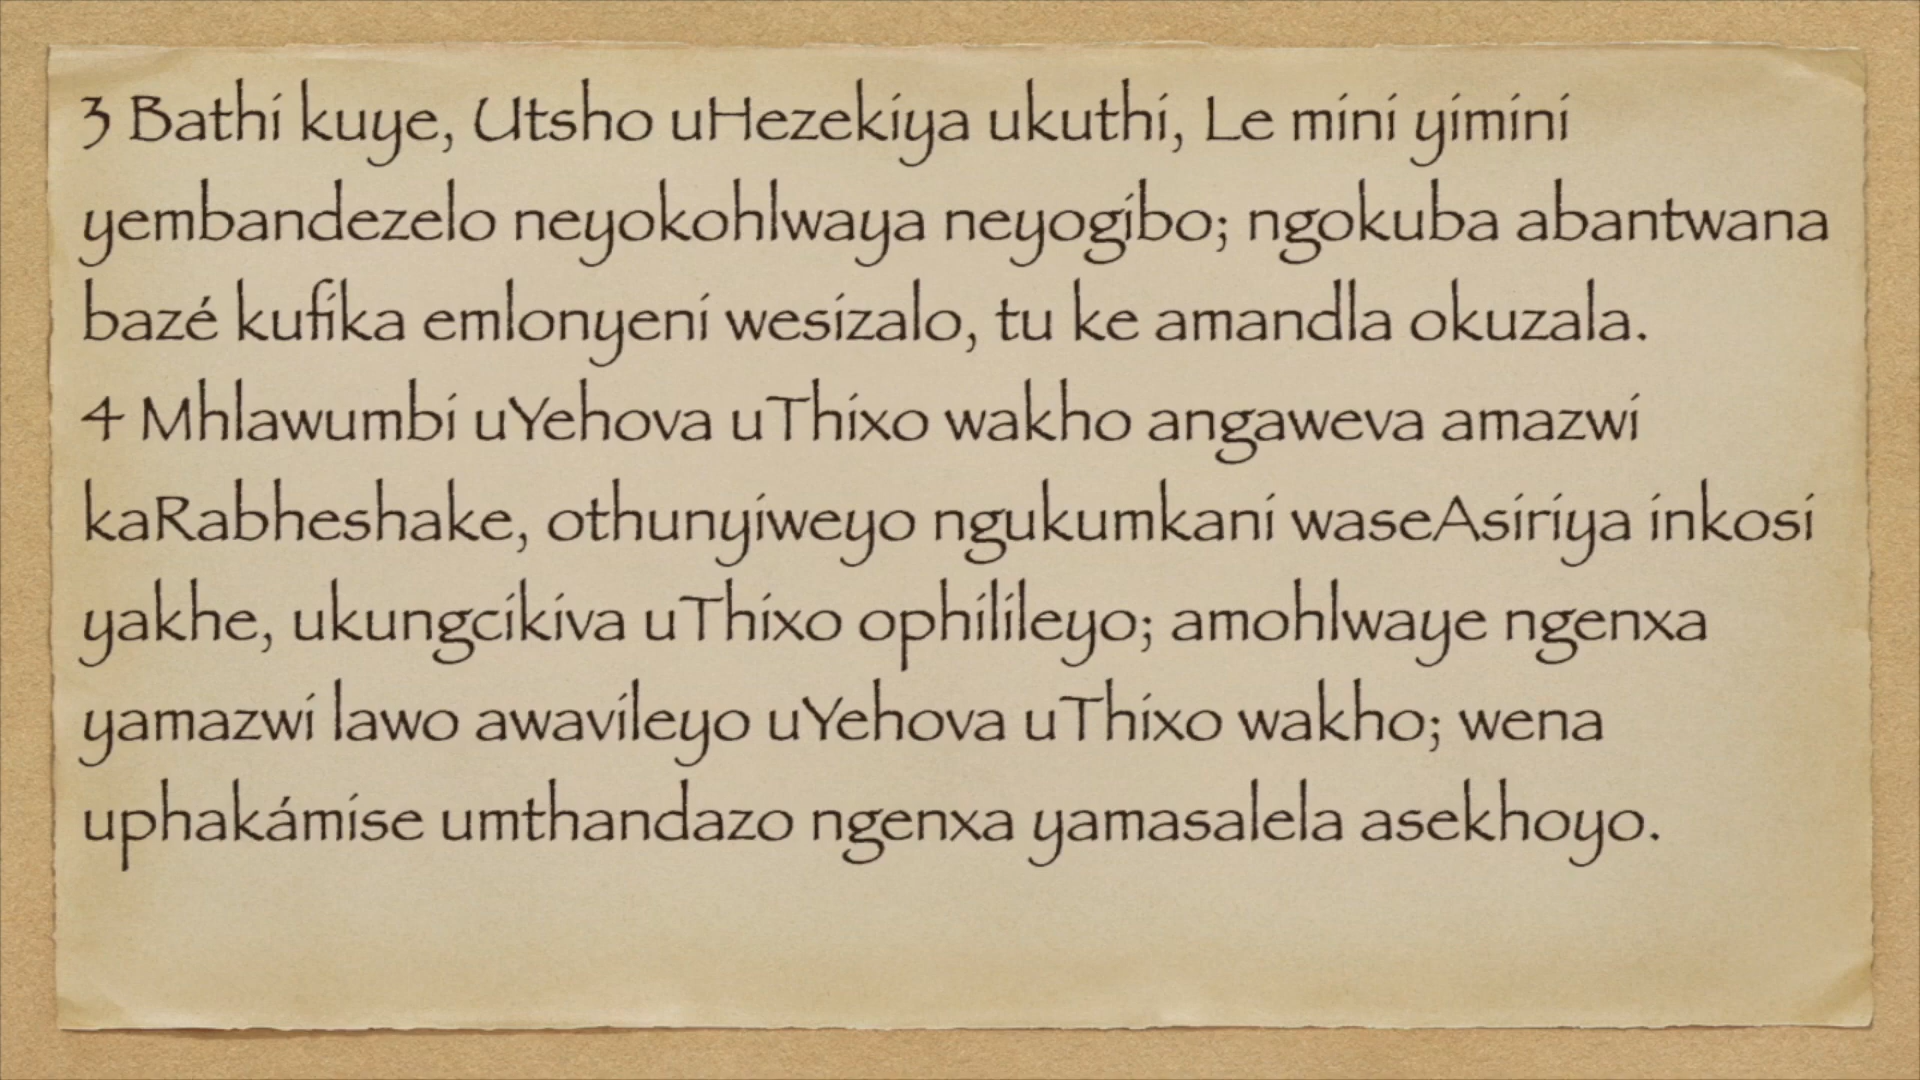 3 Bathi kuye, Utsho uHezekiya ukuthi, Le mini yimini
yembandezelo neyokohlwaya neyogibo; ngokuba abantwana
bazé kufika emlonyeni wesizalo, tu ke amandla okuzala.
4 Mhlawumbi uYehova uThixo wakho angaweva amazwi
kaRabheshake, othunyiweyo ngukumkani waseAsiriya inkosi
yakhe, ukungcikiva uThixo ophilileyo; amohlwaye ngenxa
yamazwi lawo awavileyo uYehova uThixo wakho; wena
uphakámise umthandazo ngenxa yamasalela asekhoyo.